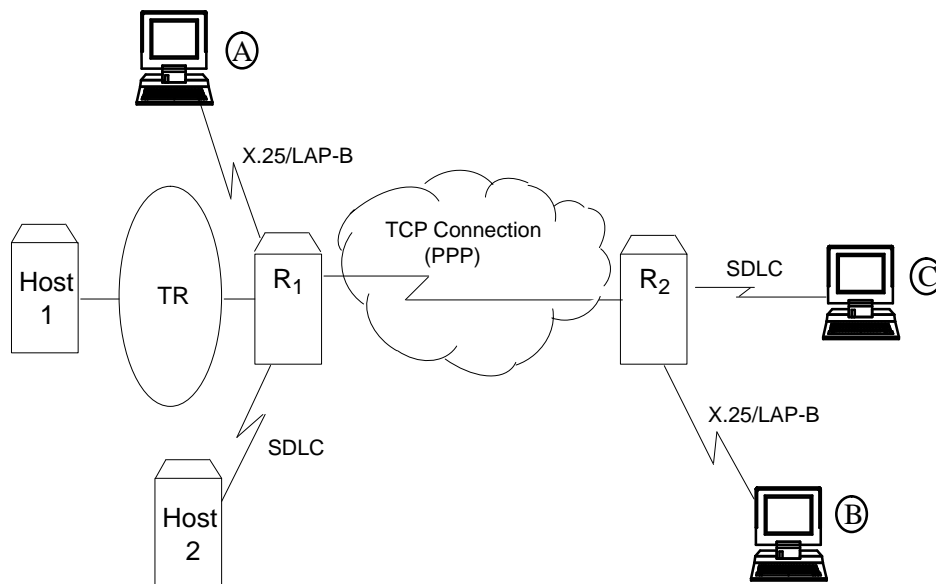 A
X.25/LAP-B
TCP Connection
(PPP)
Host
1
TR
R1
R2
SDLC
C
X.25/LAP-B
SDLC
Host
2
B